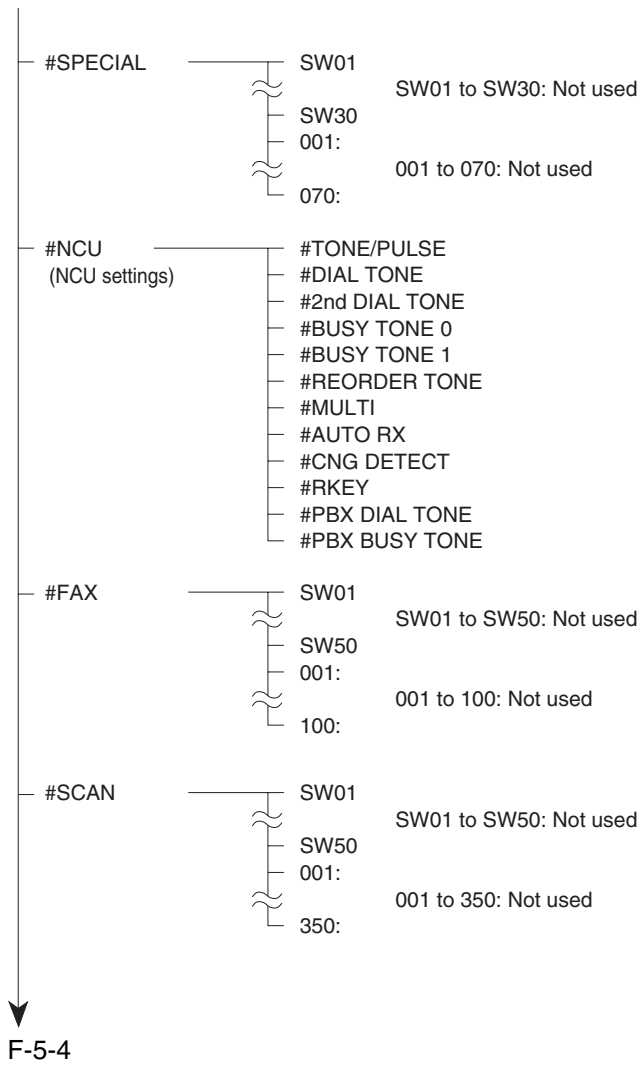 #SPECIAL SW01
SW01 to SW30: Not used
SW30
001:
001 to 070: Not used
070:
#NCU #TONE/PULSE
(NCU settings) #DIAL TONE
#2nd DIAL TONE
#BUSY TONE 0
#BUSY TONE 1
#REORDER TONE
#MULTI
#AUTO RX
#CNG DETECT
#RKEY
#PBX DIAL TONE
#PBX BUSY TONE
#FAX SW01
SW01 to SW50: Not used
SW50
001:
001 to 100: Not used
100:
#SCAN SW01
SW01 to SW50: Not used
SW50
001:
001 to 350: Not used
350:
F-5-4